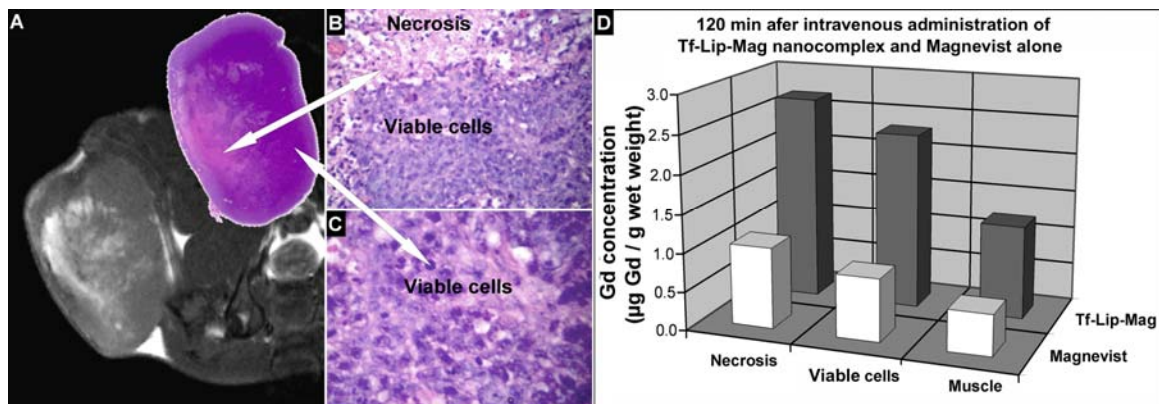 A
B
Necrosis
Viable cells
C
Viable cells
D
120 min afer intravenous administration of
Tf-Lip-Mag nanocomplex and Magnevist alone
Gd concentration
(µg Gd / g wet weight)
3.0
2.5
2.0
1.5
1.0
0.5
0.0
Necrosis
Viable cells
Muscle
Tf-Lip-Mag
Magnevist